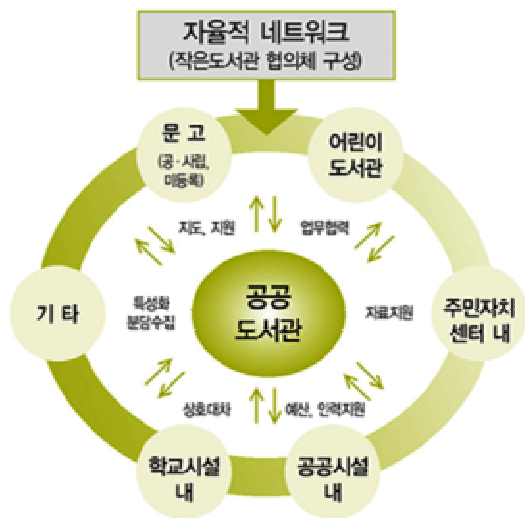 자율적 네트워크
(작은도서관 협의체 구성)
문 고
(공·사립,
미등록)
어린이
도서관
지도, 지원
업무협력
기 타
특성화
분담수집
공공
도서관
자료지원
주민자치
센터 내
상호대차
예산, 인력지원
학교시설
내
공공시설
내